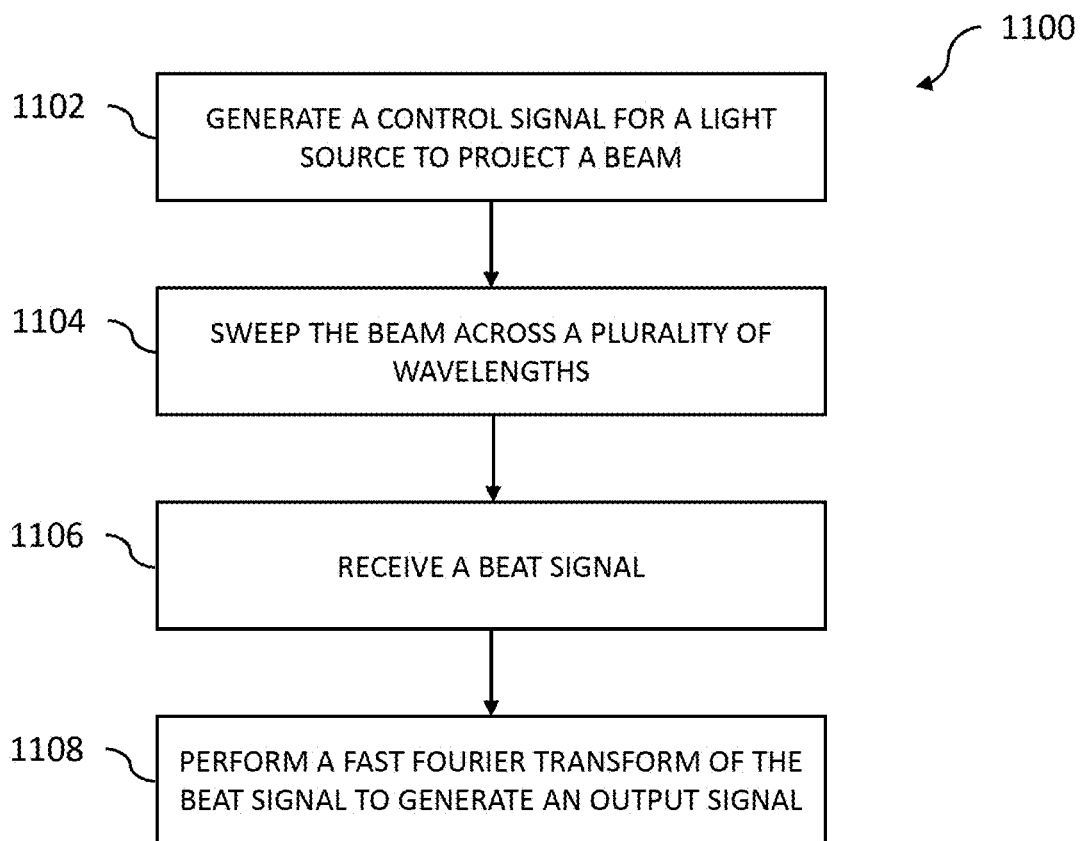 1100
1102
GENERATE A CONTROL SIGNAL FOR A LIGHT
SOURCE TO PROJECT A BEAM
1104
SWEEP THE BEAM ACROSS A PLURALITY OF
WAVELENGTHS
1106
RECEIVE A BEAT SIGNAL
1108
PERFORM A FAST FOURIER TRANSFORM OF THE
BEAT SIGNAL TO GENERATE AN OUTPUT SIGNAL